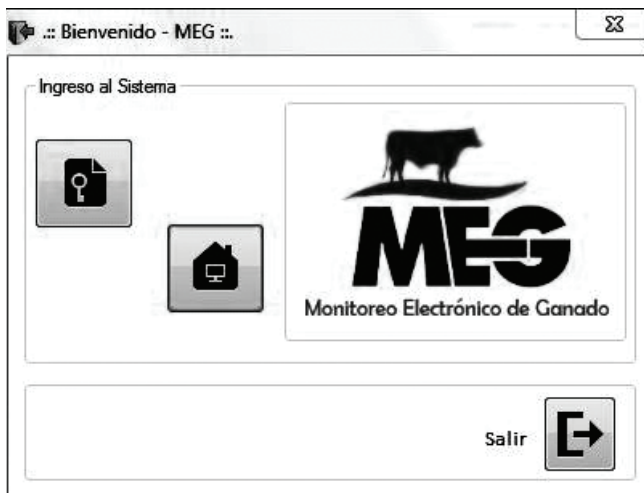 .:: Bienvenido - MEG ::.
Ingreso al Sistema
MEG
Monitoreo Electrónico de Ganado
Salir